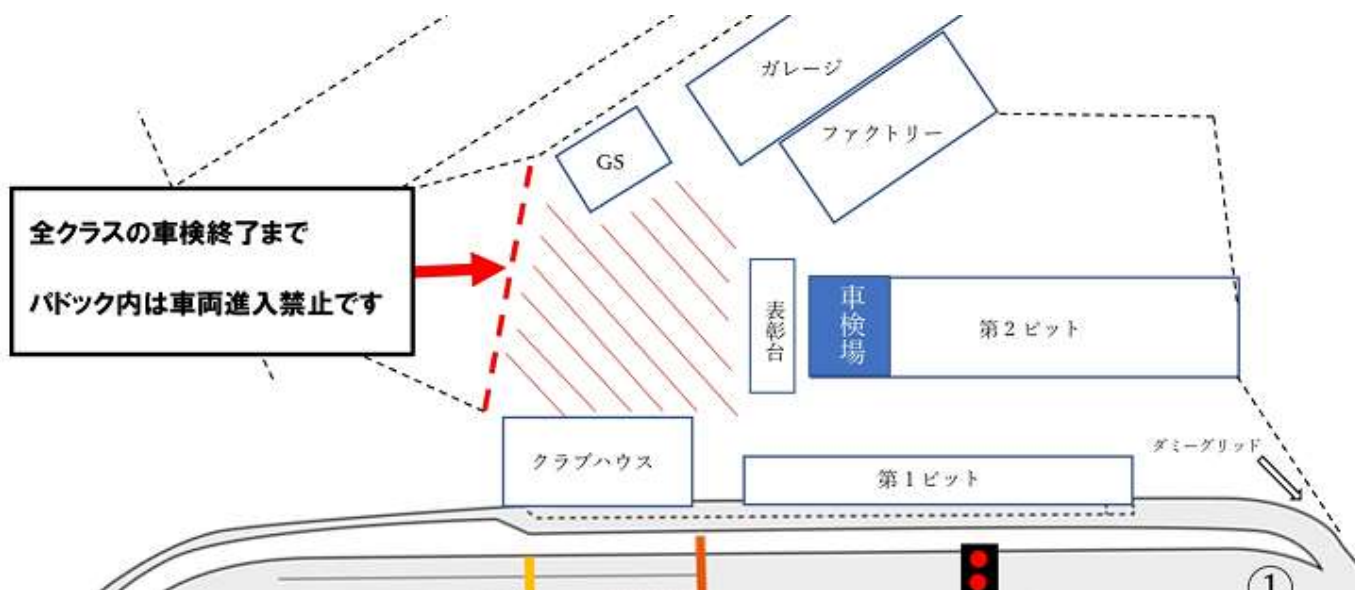 ガレージ
ファクトリー
GS
全クラスの車検終了まで
パドック内は車両進入禁止です
表彰台
車検場
第2ピット
クラブハウス
第1ピット
ダミーグリッド
①